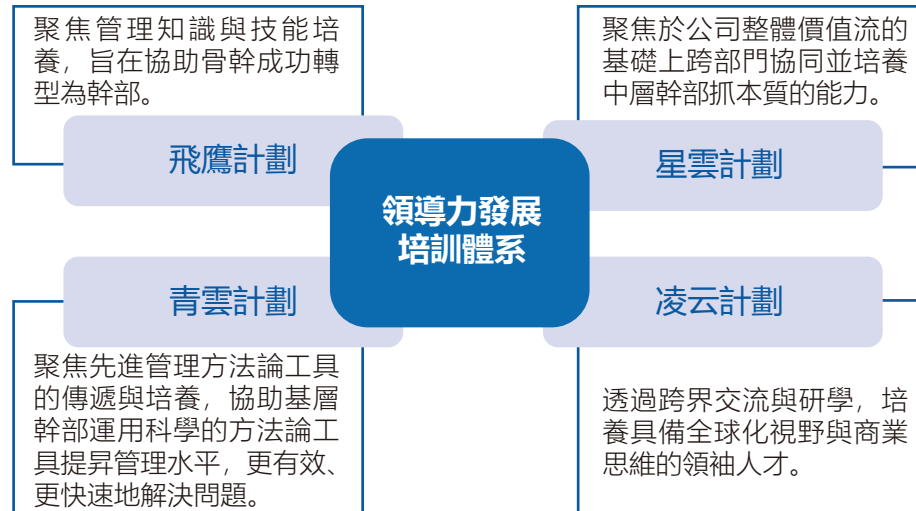 聚焦管理知識與技能培
養，旨在協助骨幹成功轉
型為幹部。
飛鷹計劃
聚焦於公司整體價值流的
基礎上跨部門協同並培養
中層幹部抓本質的能力。
星雲計劃
領導力發展
培訓體系
青雲計劃
聚焦先進管理方法論工具
的傳遞與培養，協助基層
幹部運用科學的方法論工
具提昇管理水平，更有效、
更快速地解決問題。
凌云計劃
透過跨界交流與研學，培
養具備全球化視野與商業
思維的領袖人才。